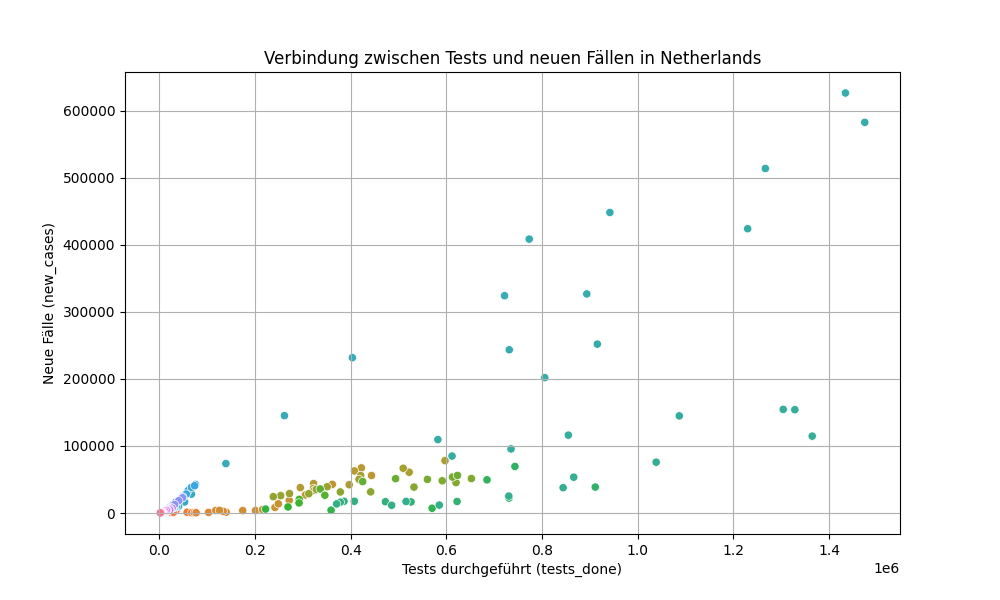 Verbindung zwischen Tests und neuen Fällen in Netherlands
600000
500000
400000
300000
200000
100000
0
Neue Fälle (new_cases)
0.0 0.2 0.4 0.6 0.8 1.0 1.2 1.4
1e6
Tests durchgeführt (tests_done)